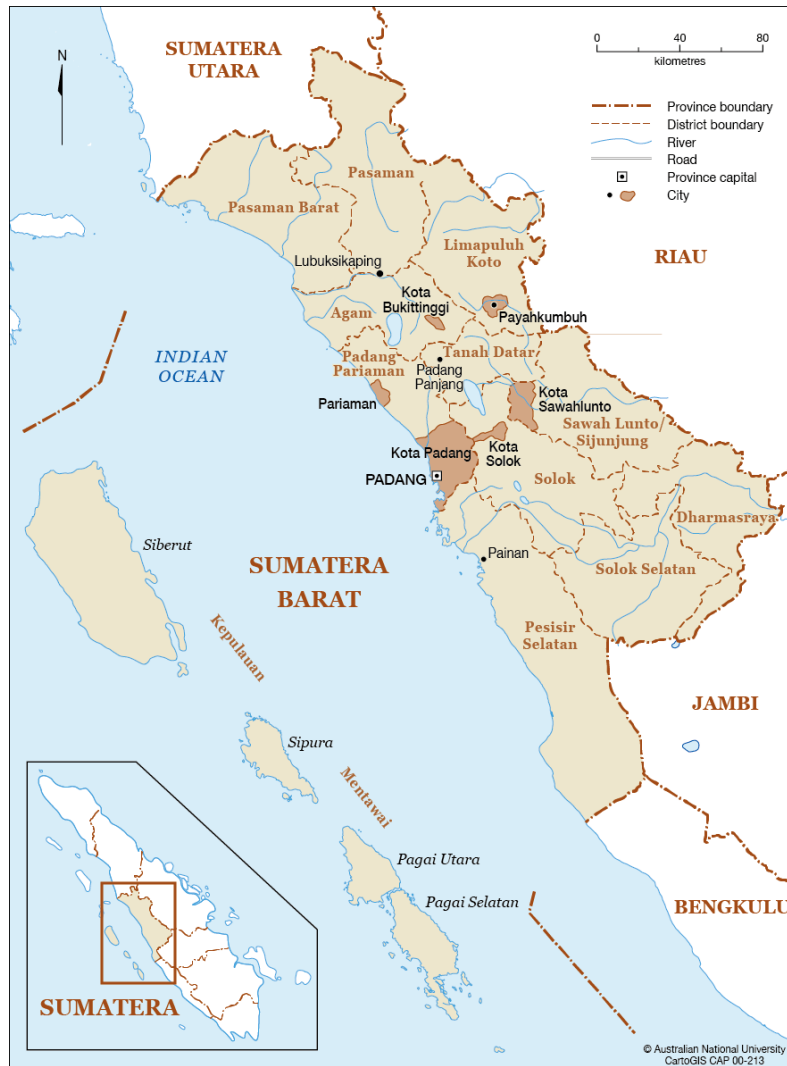 SUMATERA
UTARA
N
0 40 80
kilometres
Province boundary
District boundary
River
Road
Province capital
City
Pasaman
Pasaman Barat
Limapuluh
Koto
RIAU
Lubuksikaping
Kota
Bukittinggi
Payahkumbuh
Agam
INDIAN
OCEAN
Padang
Pariaman
Tanah Datar
Padang
Panjang
Pariaman
Kota
Sawahlunto
Sawah Lunto/
Sijunjung
Kota Padang
Kota
Solok
PADANG
Solok
Dharmasraya
Siberut
Painan
Solok Selatan
SUMATERA
BARAT
Pesisir
Selatan
Kepulauan
JAMBI
Sipura
Mentawai
Pagai Utara
Pagai Selatan
BENGKULU
SUMATERA
© Australian National University
CartoGIS CAP 00-213